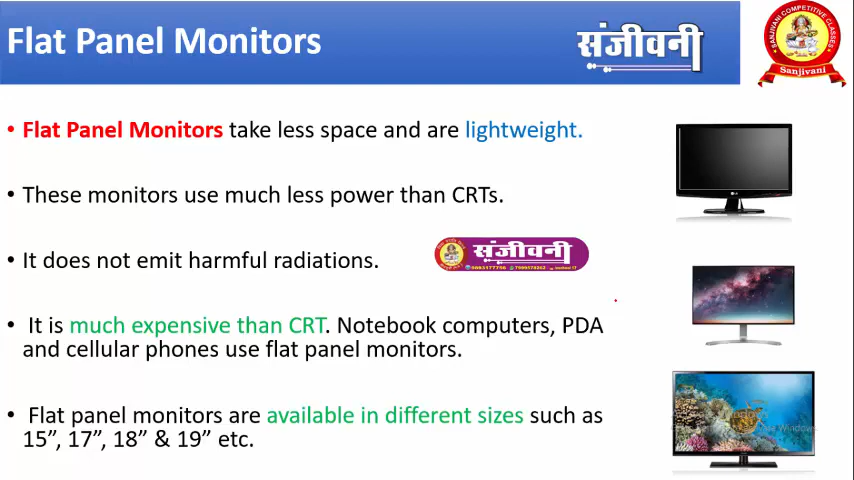 Flat Panel Monitors
संजीवनी
SANJIVANI COMPETITIVE CLASSES
Sanjivani
• Flat Panel Monitors take less space and are lightweight.
• These monitors use much less power than CRTs.
• It does not emit harmful radiations.
संजीवनी
• It is much expensive than CRT. Notebook computers, PDA
and cellular phones use flat panel monitors.
• Flat panel monitors are available in different sizes such as
15”, 17”, 18” & 19” etc.